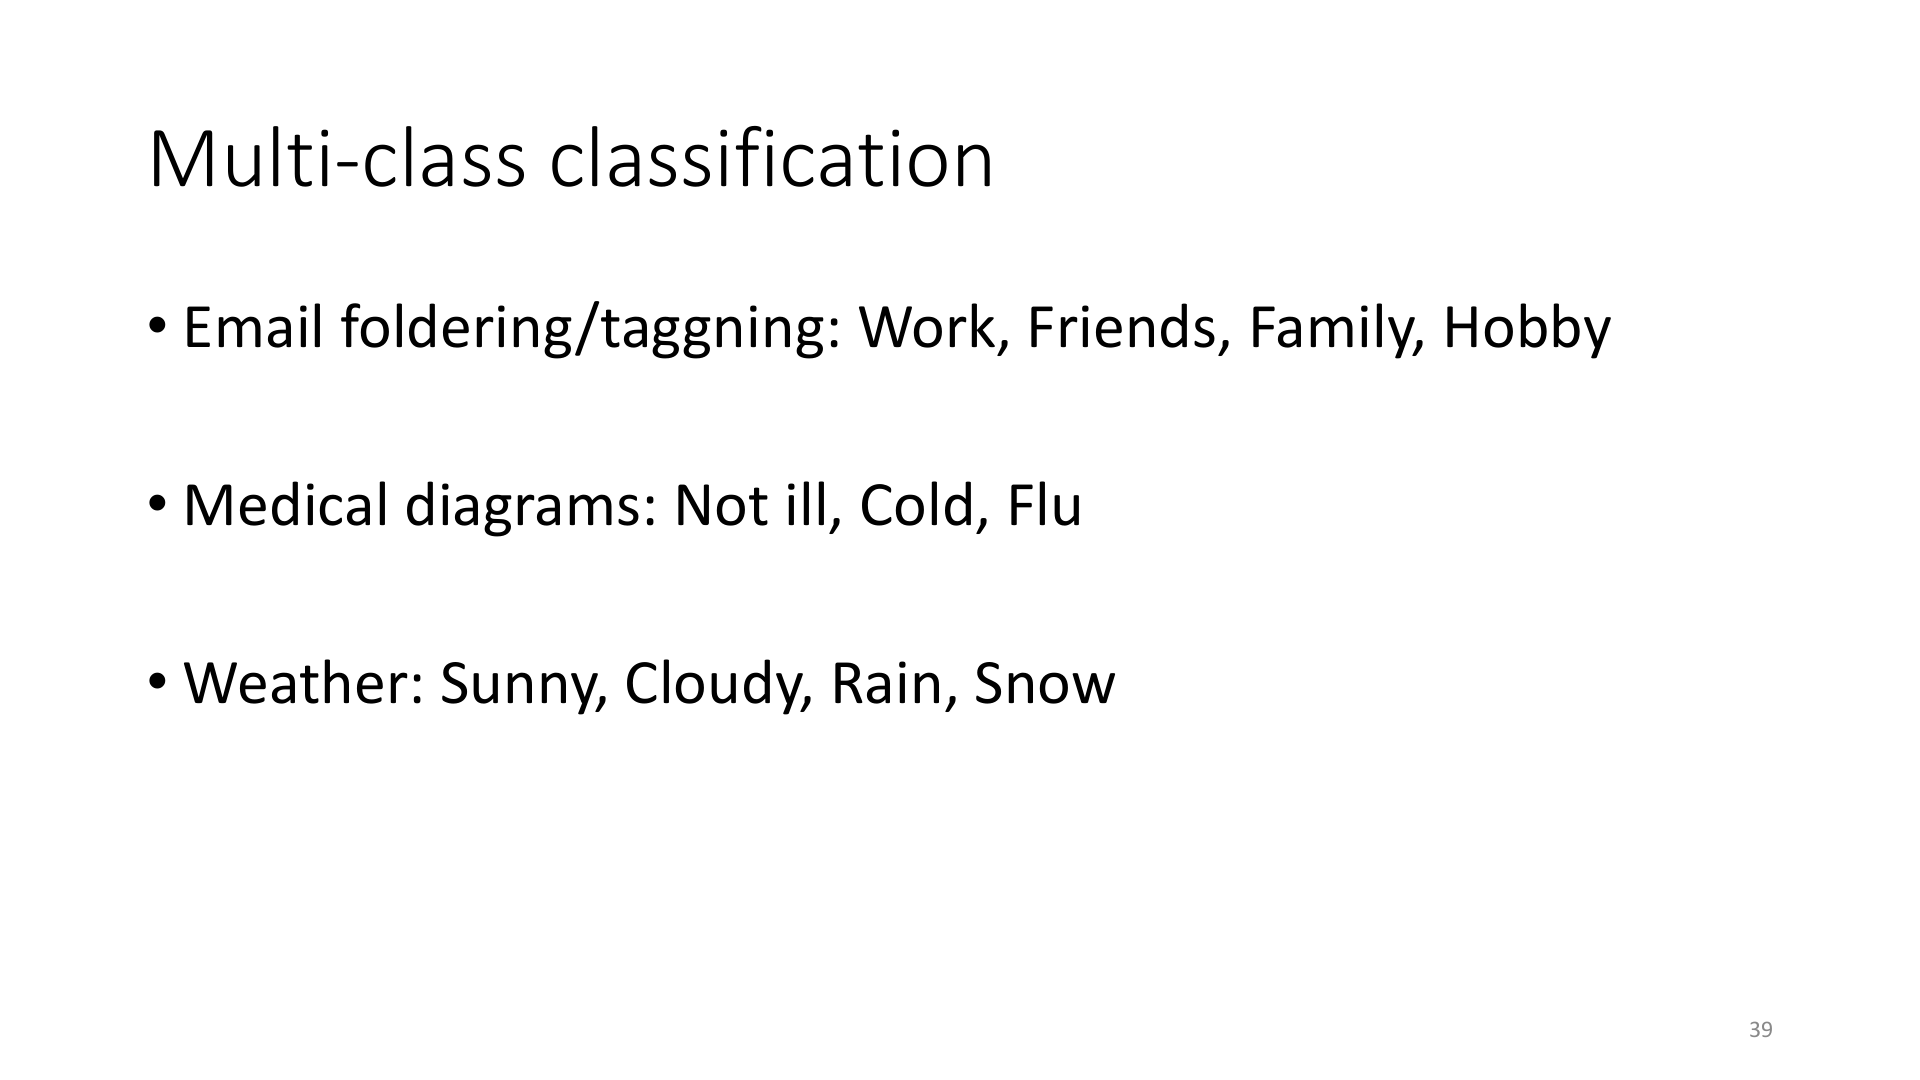 Multi-class classification
• Email foldering/taggning: Work, Friends, Family, Hobby
• Medical diagrams: Not ill, Cold, Flu
• Weather: Sunny, Cloudy, Rain, Snow
39